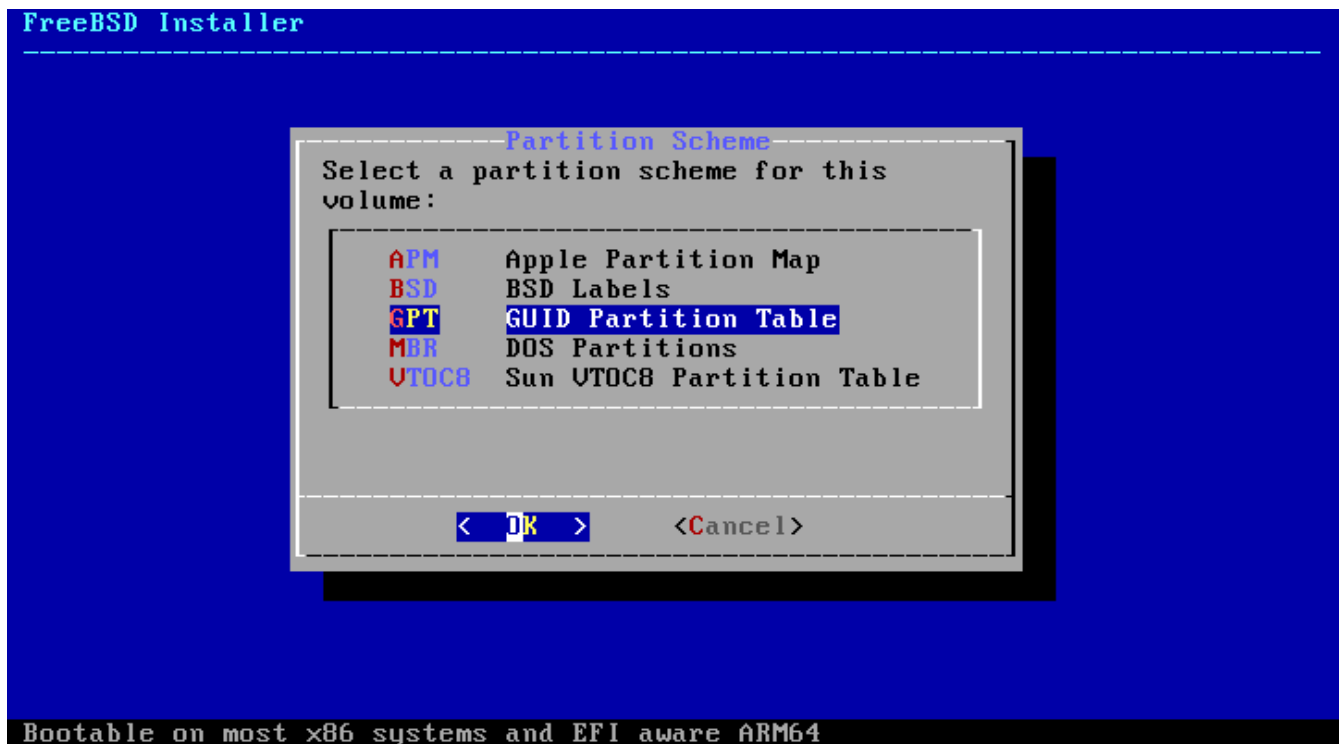 FreeBSD Installer
Partition Scheme
Select a partition scheme for this
volume:
APM Apple Partition Map
BSD BSD Labels
GPT GUID Partition Table
MBR DOS Partitions
VTOC8 Sun VTOC8 Partition Table
< OK > <Cancel>
Bootable on most x86 systems and EFI aware ARM64